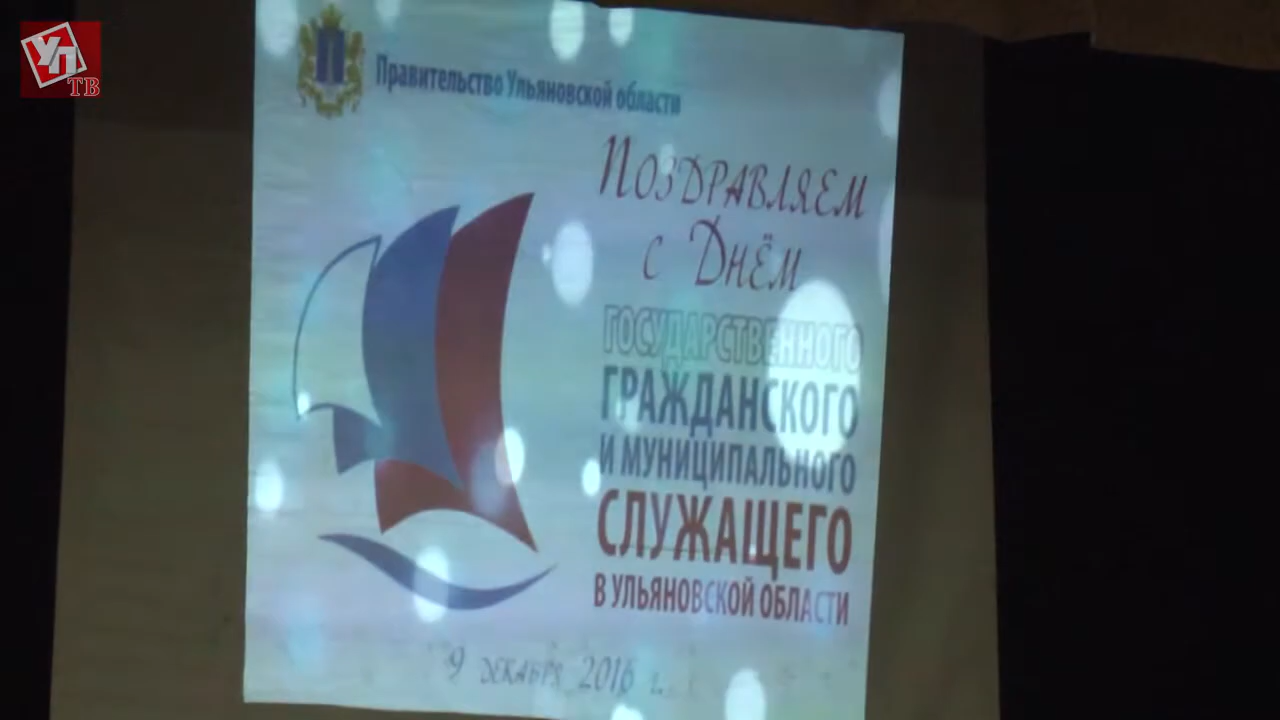 УП
ТВ
Правительство Ульяновской области
Поздравляем
с Днём
ГОСУДАРСТВЕННОГО
ГРАЖДАНСКОГО
И МУНИЦИПАЛЬНОГО
СЛУЖАЩЕГО
В УЛЬЯНОВСКОЙ ОБЛАСТИ
9 декабря 2016 г.